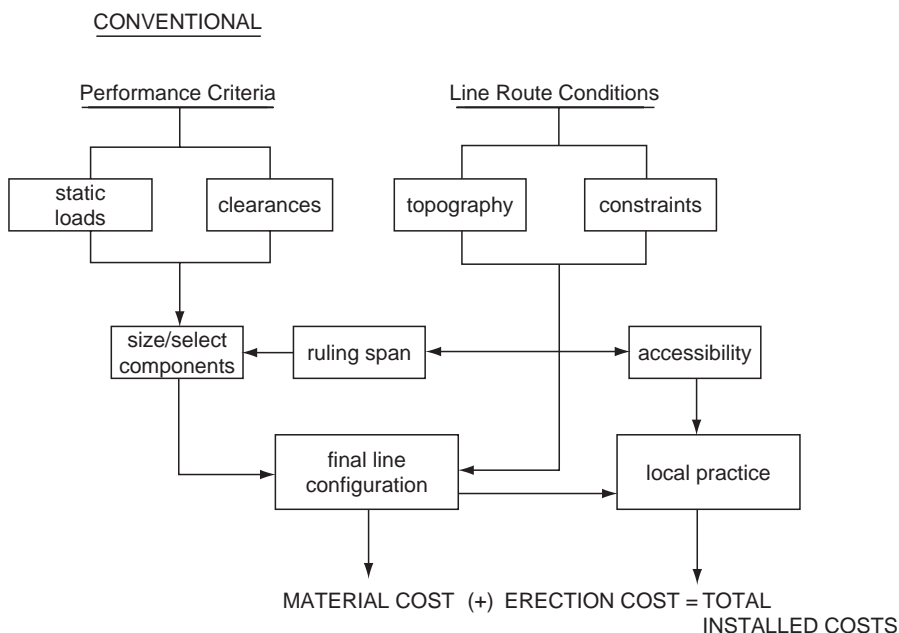 CONVENTIONAL
Performance Criteria
Line Route Conditions
static
loads
clearances
topography
constraints
size/select
components
ruling span
accessibility
final line
configuration
local practice
MATERIAL COST (+) ERECTION COST = TOTAL
INSTALLED COSTS